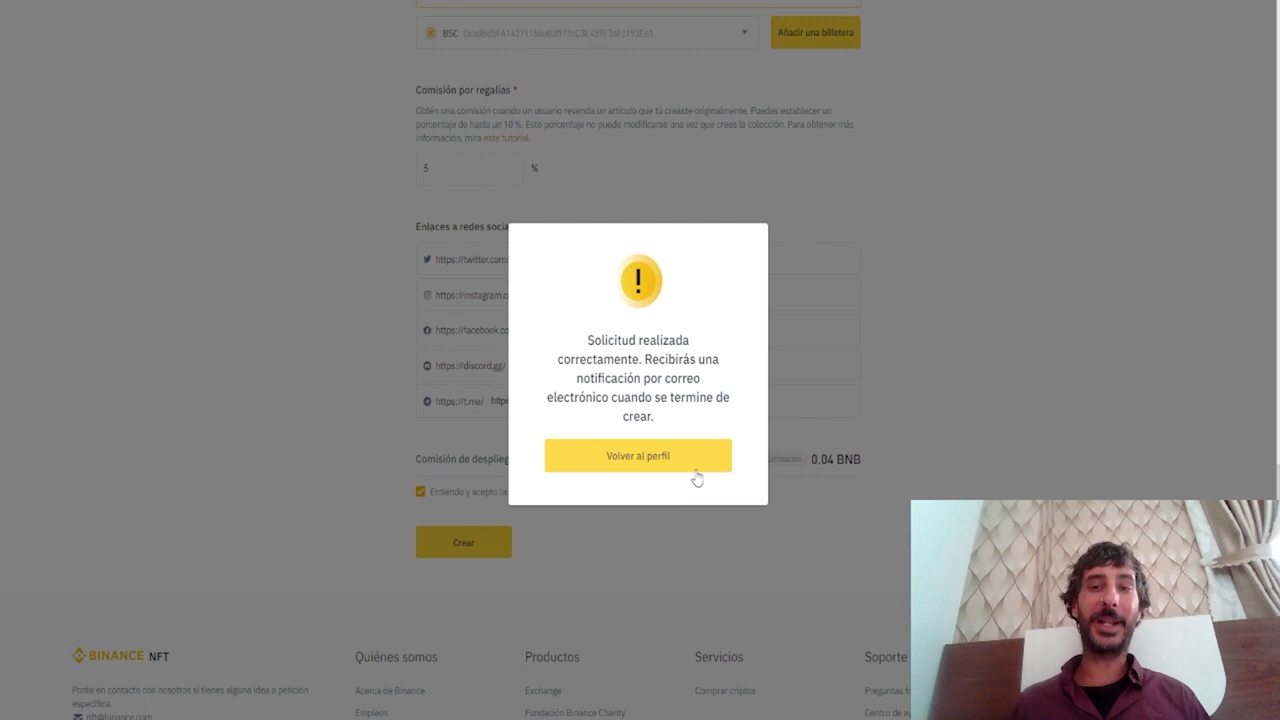 BSC
Añadir una billetera
Comisión por regalías *
Obtén una comisión cuando un usuario revenda un artículo que tú creaste originalmente. Puedes establecer un
porcentaje de hasta un 10 %. Este porcentaje no puede modificarse una vez que crees la colección. Para obtener más
información, mira este tutorial.
5 %
Enlaces a redes
https://twitter.com/
https://instagram
https://facebook
https://discord.gg/
https://t.me/
Solicitud realizada
correctamente. Recibirás una
notificación por correo
electrónico cuando se termine de
crear.
Volver al perfil
Comisión de
0.04 BNB
Entiendo y acepto
Crear
BINANCE NFT
Ponte en contacto con nosotros si tienes alguna idea o petición
específica.
nft@binance.com
Quiénes somos
Acerca de Binance
Empleos
Productos
Exchange
Fundación Binance Charity
Servicios
Comprar criptos
Soporte
Preguntas
Centro de